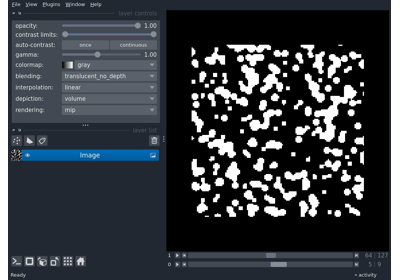 File View Plugins Window Help
layer controls
opacity: 1.00
contrast limits:
auto-contrast: once continuous
gamma: 1.00
colormap: gray
blending: translucent_no_depth
interpolation: linear
depiction: volume
rendering: mip
layer list
Image
1 64 127
0 5 9
Ready activity